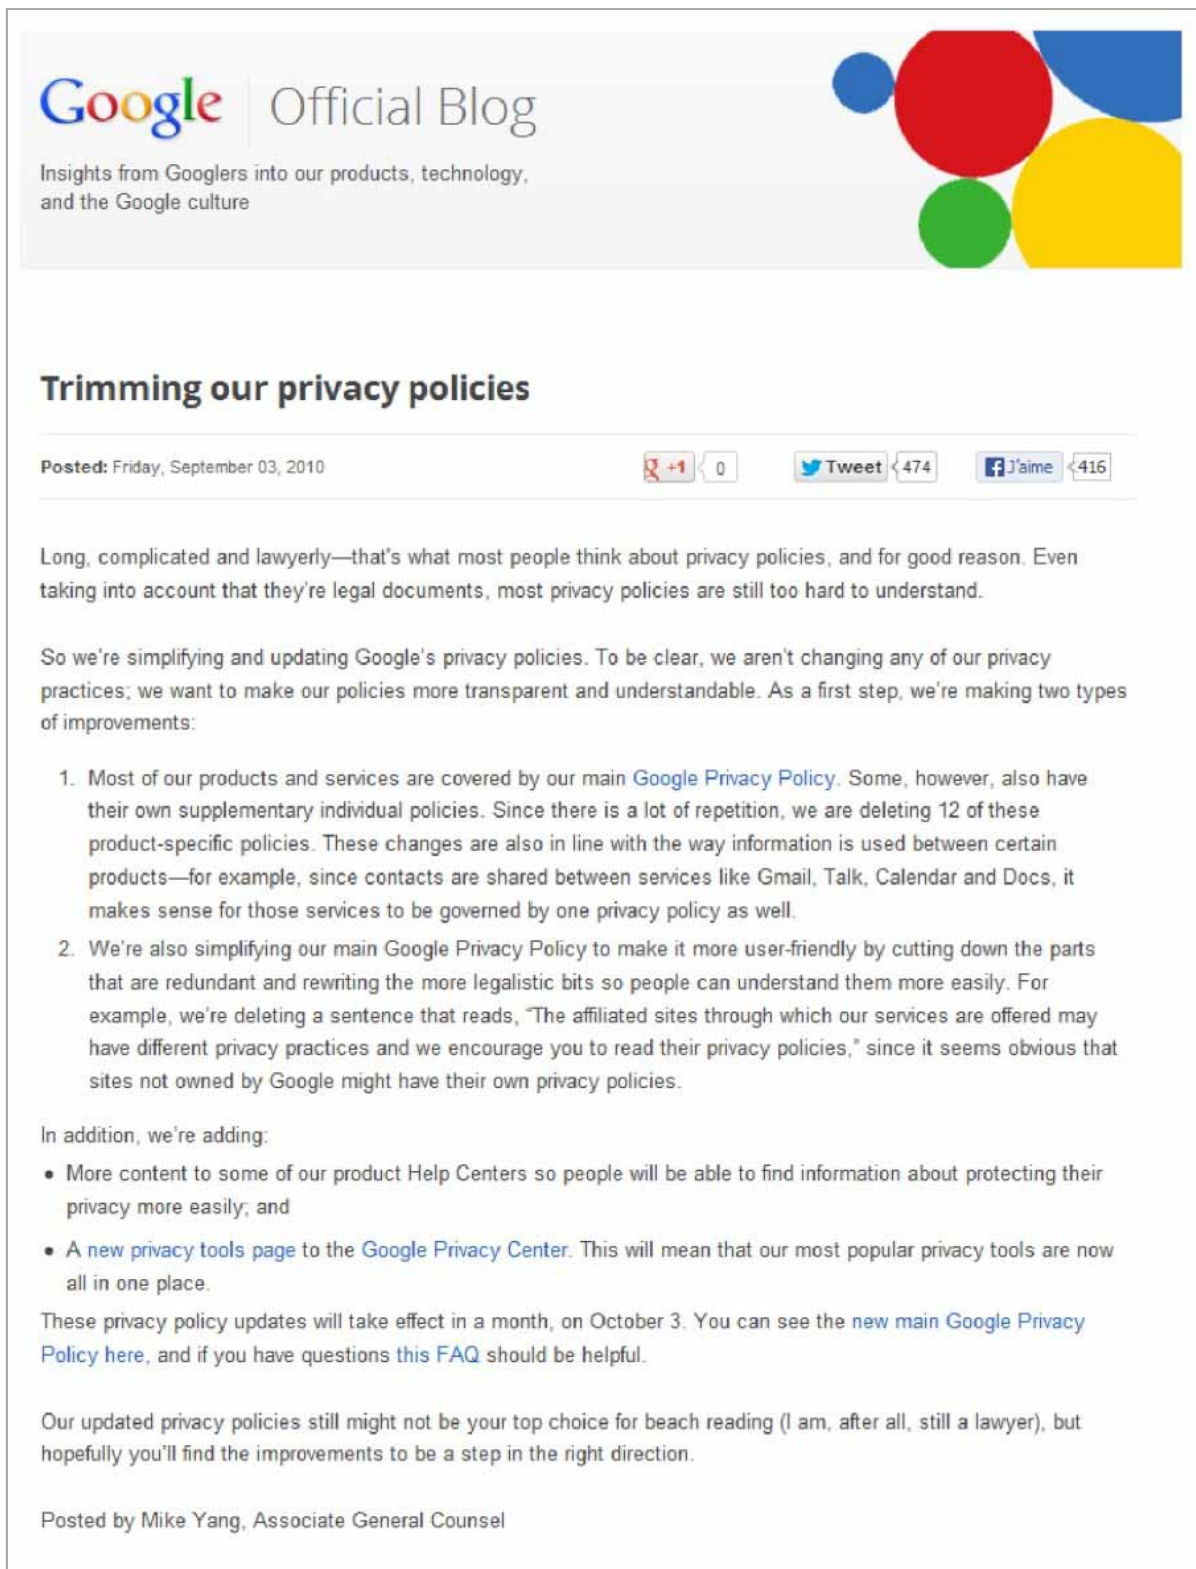 Google Official Blog
Insights from Googlers into our products, technology,
and the Google culture
Trimming our privacy policies
Posted: Friday, September 03, 2010
g +1 0 Tweet 474 f J'aime 416
Long, complicated and lawyerly—that's what most people think about privacy policies, and for good reason. Even
taking into account that they're legal documents, most privacy policies are still too hard to understand.
So we're simplifying and updating Google's privacy policies. To be clear, we aren't changing any of our privacy
practices; we want to make our policies more transparent and understandable. As a first step, we're making two types
of improvements:
1. Most of our products and services are covered by our main Google Privacy Policy. Some, however, also have
their own supplementary individual policies. Since there is a lot of repetition, we are deleting 12 of these
product-specific policies. These changes are also in line with the way information is used between certain
products—for example, since contacts are shared between services like Gmail, Talk, Calendar and Docs, it
makes sense for those services to be governed by one privacy policy as well.
2. We're also simplifying our main Google Privacy Policy to make it more user-friendly by cutting down the parts
that are redundant and rewriting the more legalistic bits so people can understand them more easily. For
example, we're deleting a sentence that reads, "The affiliated sites through which our services are offered may
have different privacy practices and we encourage you to read their privacy policies," since it seems obvious that
sites not owned by Google might have their own privacy policies.
In addition, we're adding:
• More content to some of our product Help Centers so people will be able to find information about protecting their
privacy more easily; and
• A new privacy tools page to the Google Privacy Center. This will mean that our most popular privacy tools are now
all in one place.
These privacy policy updates will take effect in a month, on October 3. You can see the new main Google Privacy
Policy here, and if you have questions this FAQ should be helpful.
Our updated privacy policies still might not be your top choice for beach reading (I am, after all, still a lawyer), but
hopefully you'll find the improvements to be a step in the right direction.
Posted by Mike Yang, Associate General Counsel